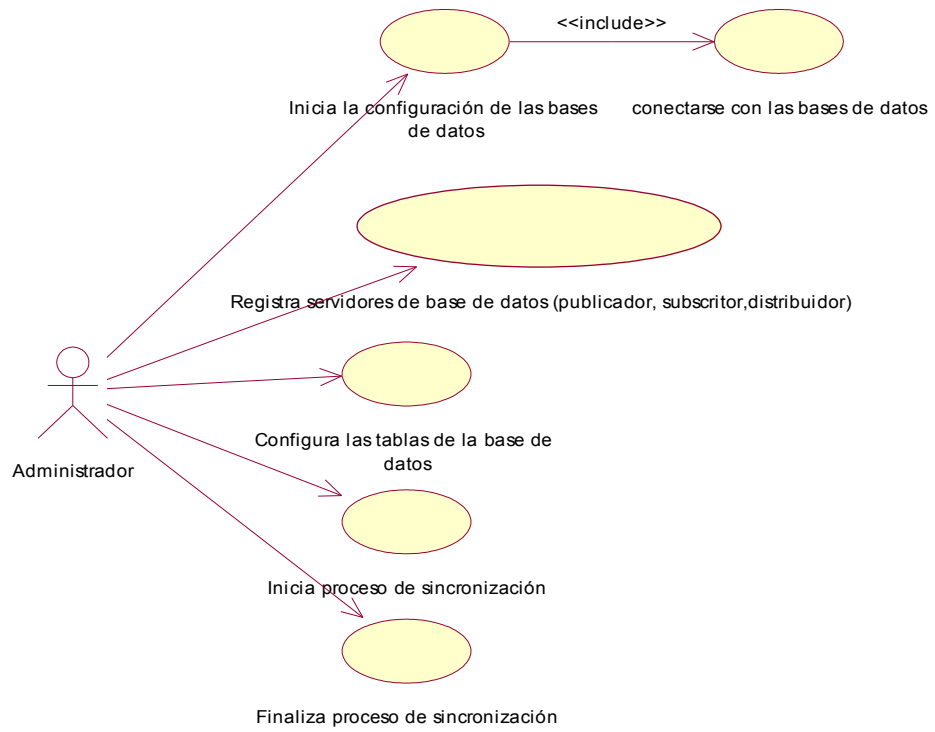 <<include>>
Inicia la configuración de las bases
de datos
conectarse con las bases de datos
Registra servidores de base de datos (publicador, subscritor,distribuidor)
Configura las tablas de la base de
datos
Administrador
Inicia proceso de sincronización
Finaliza proceso de sincronización